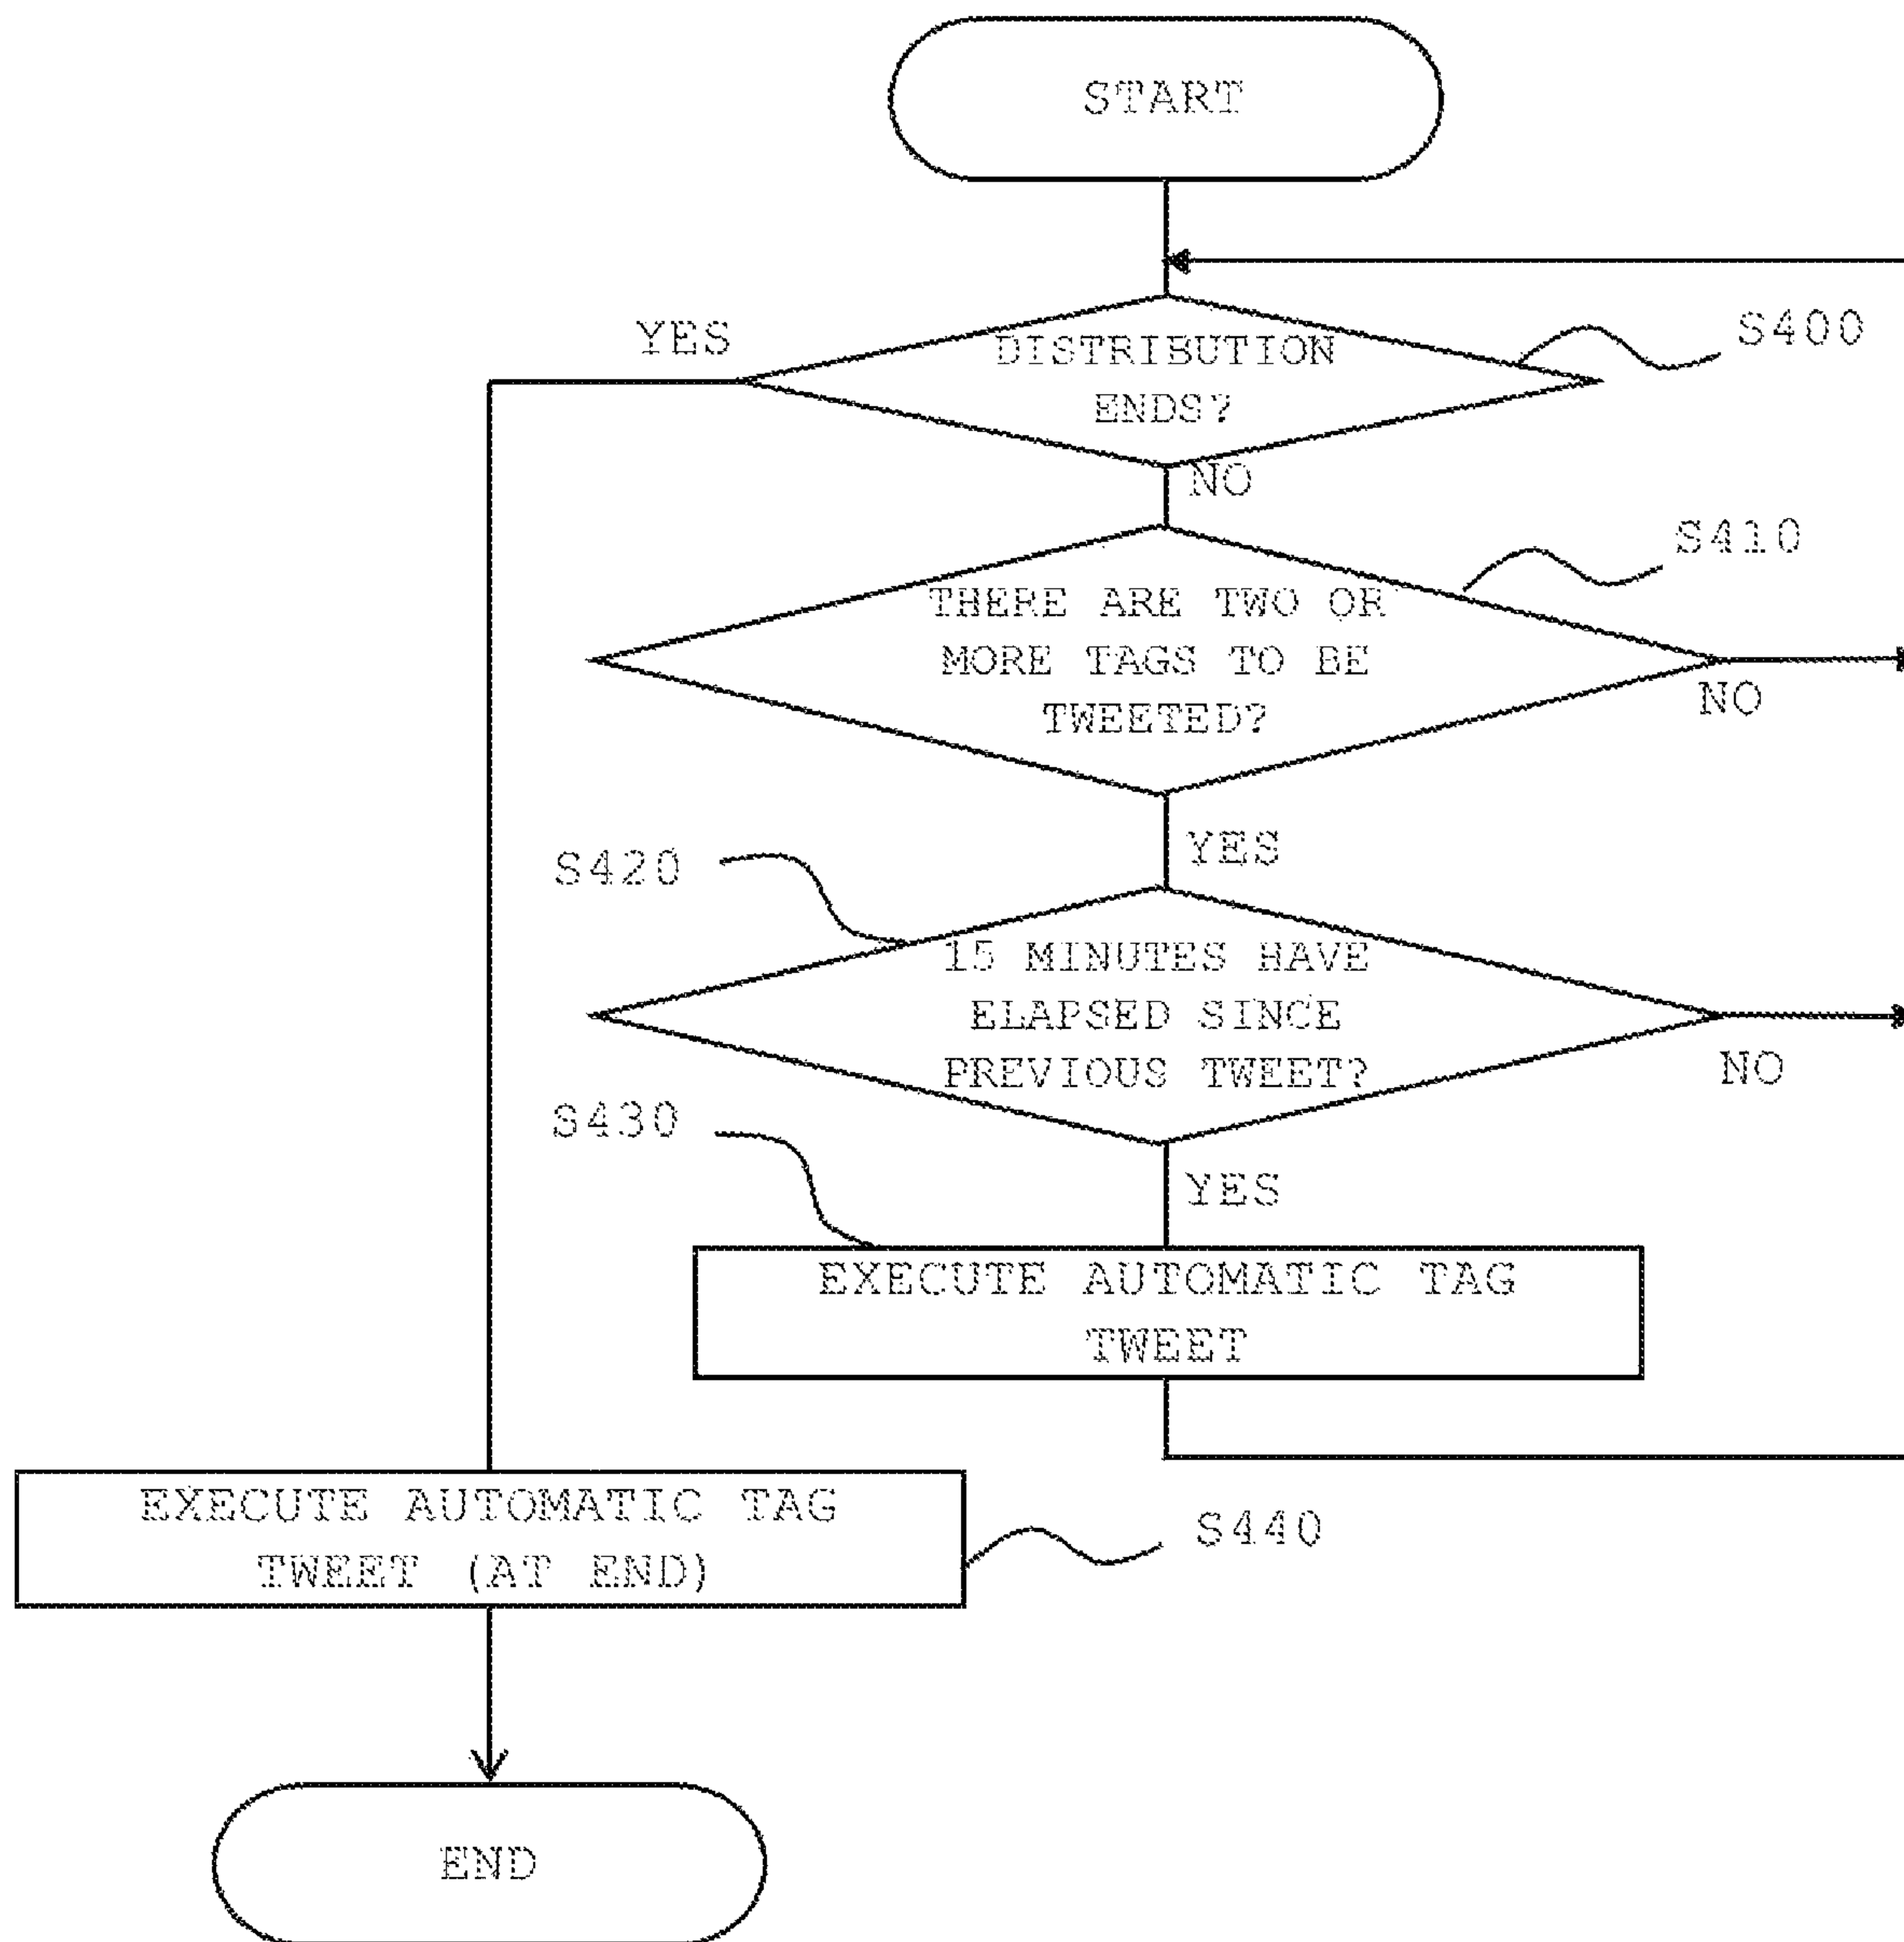 START
YES
DISTRIBUTION
ENDS?
S400
NO
S410
THERE ARE TWO OR
MORE TAGS TO BE
TWEETED?
NO
YES
S420
15 MINUTES HAVE
ELAPSED SINCE
PREVIOUS TWEET?
NO
S430
YES
EXECUTE AUTOMATIC TAG
TWEET
EXECUTE AUTOMATIC TAG
TWEET (AT END)
S440
END